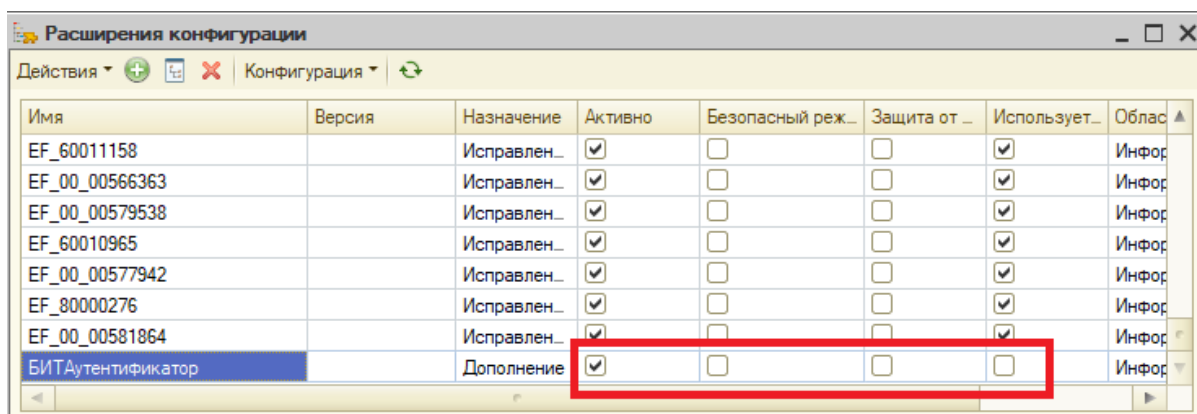 Расширения конфигурации
Действия Конфигурация
Имя Версия Назначение Активно Безопасный реж... Защита от ... Использует... Облас
EF_60011158 Исправлен... Инфор
EF_00_00566363 Исправлен... Инфор
EF_00_00579538 Исправлен... Инфор
EF_60010965 Исправлен... Инфор
EF_00_00577942 Исправлен... Инфор
EF_80000276 Исправлен... Инфор
EF_00_00581864 Исправлен... Инфор
БИТАутентификатор Дополнение Инфор